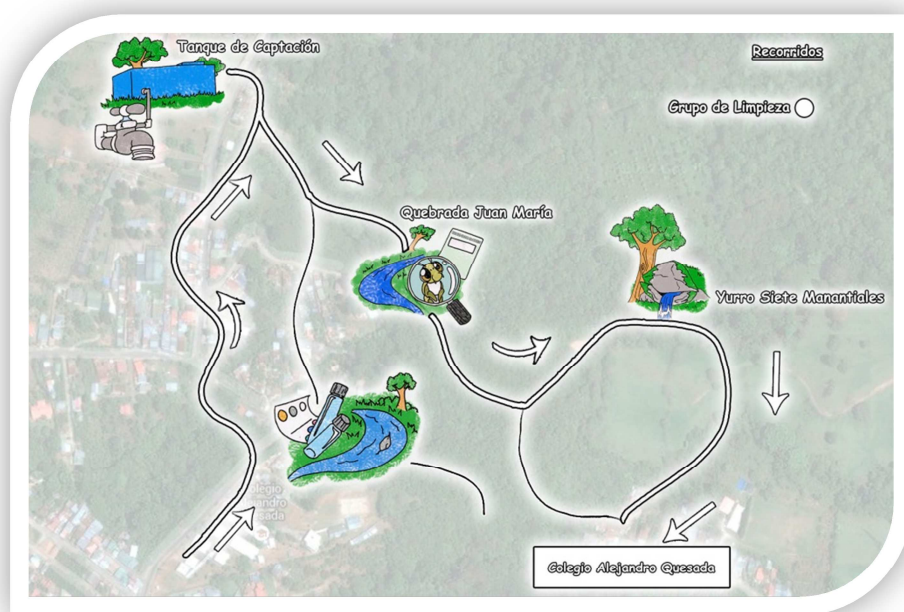 Tanque de Captación
Recorridos
Grupo de Limpieza
Quebrada Juan María
Yurro Siete Manantiales
Colegio Alejandro Quesada